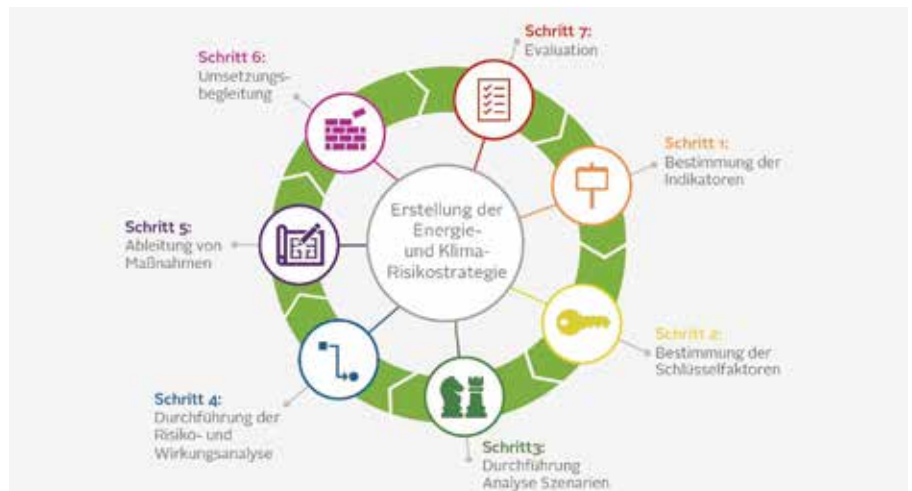 Schritt 7:
Evaluation
Schritt 6:
Umsetzungs-
begleitung
Schritt 1:
Bestimmung der
Indikatoren
Erstellung der
Energie-
und Klima-
Risikostrategie
Schritt 5:
Ableitung von
Maßnahmen
Schritt 2:
Bestimmung der
Schlüsselfaktoren
Schritt 4:
Durchführung der
Risiko- und
Wirkungsanalyse
Schritt3:
Durchführung
Analyse Szenarien